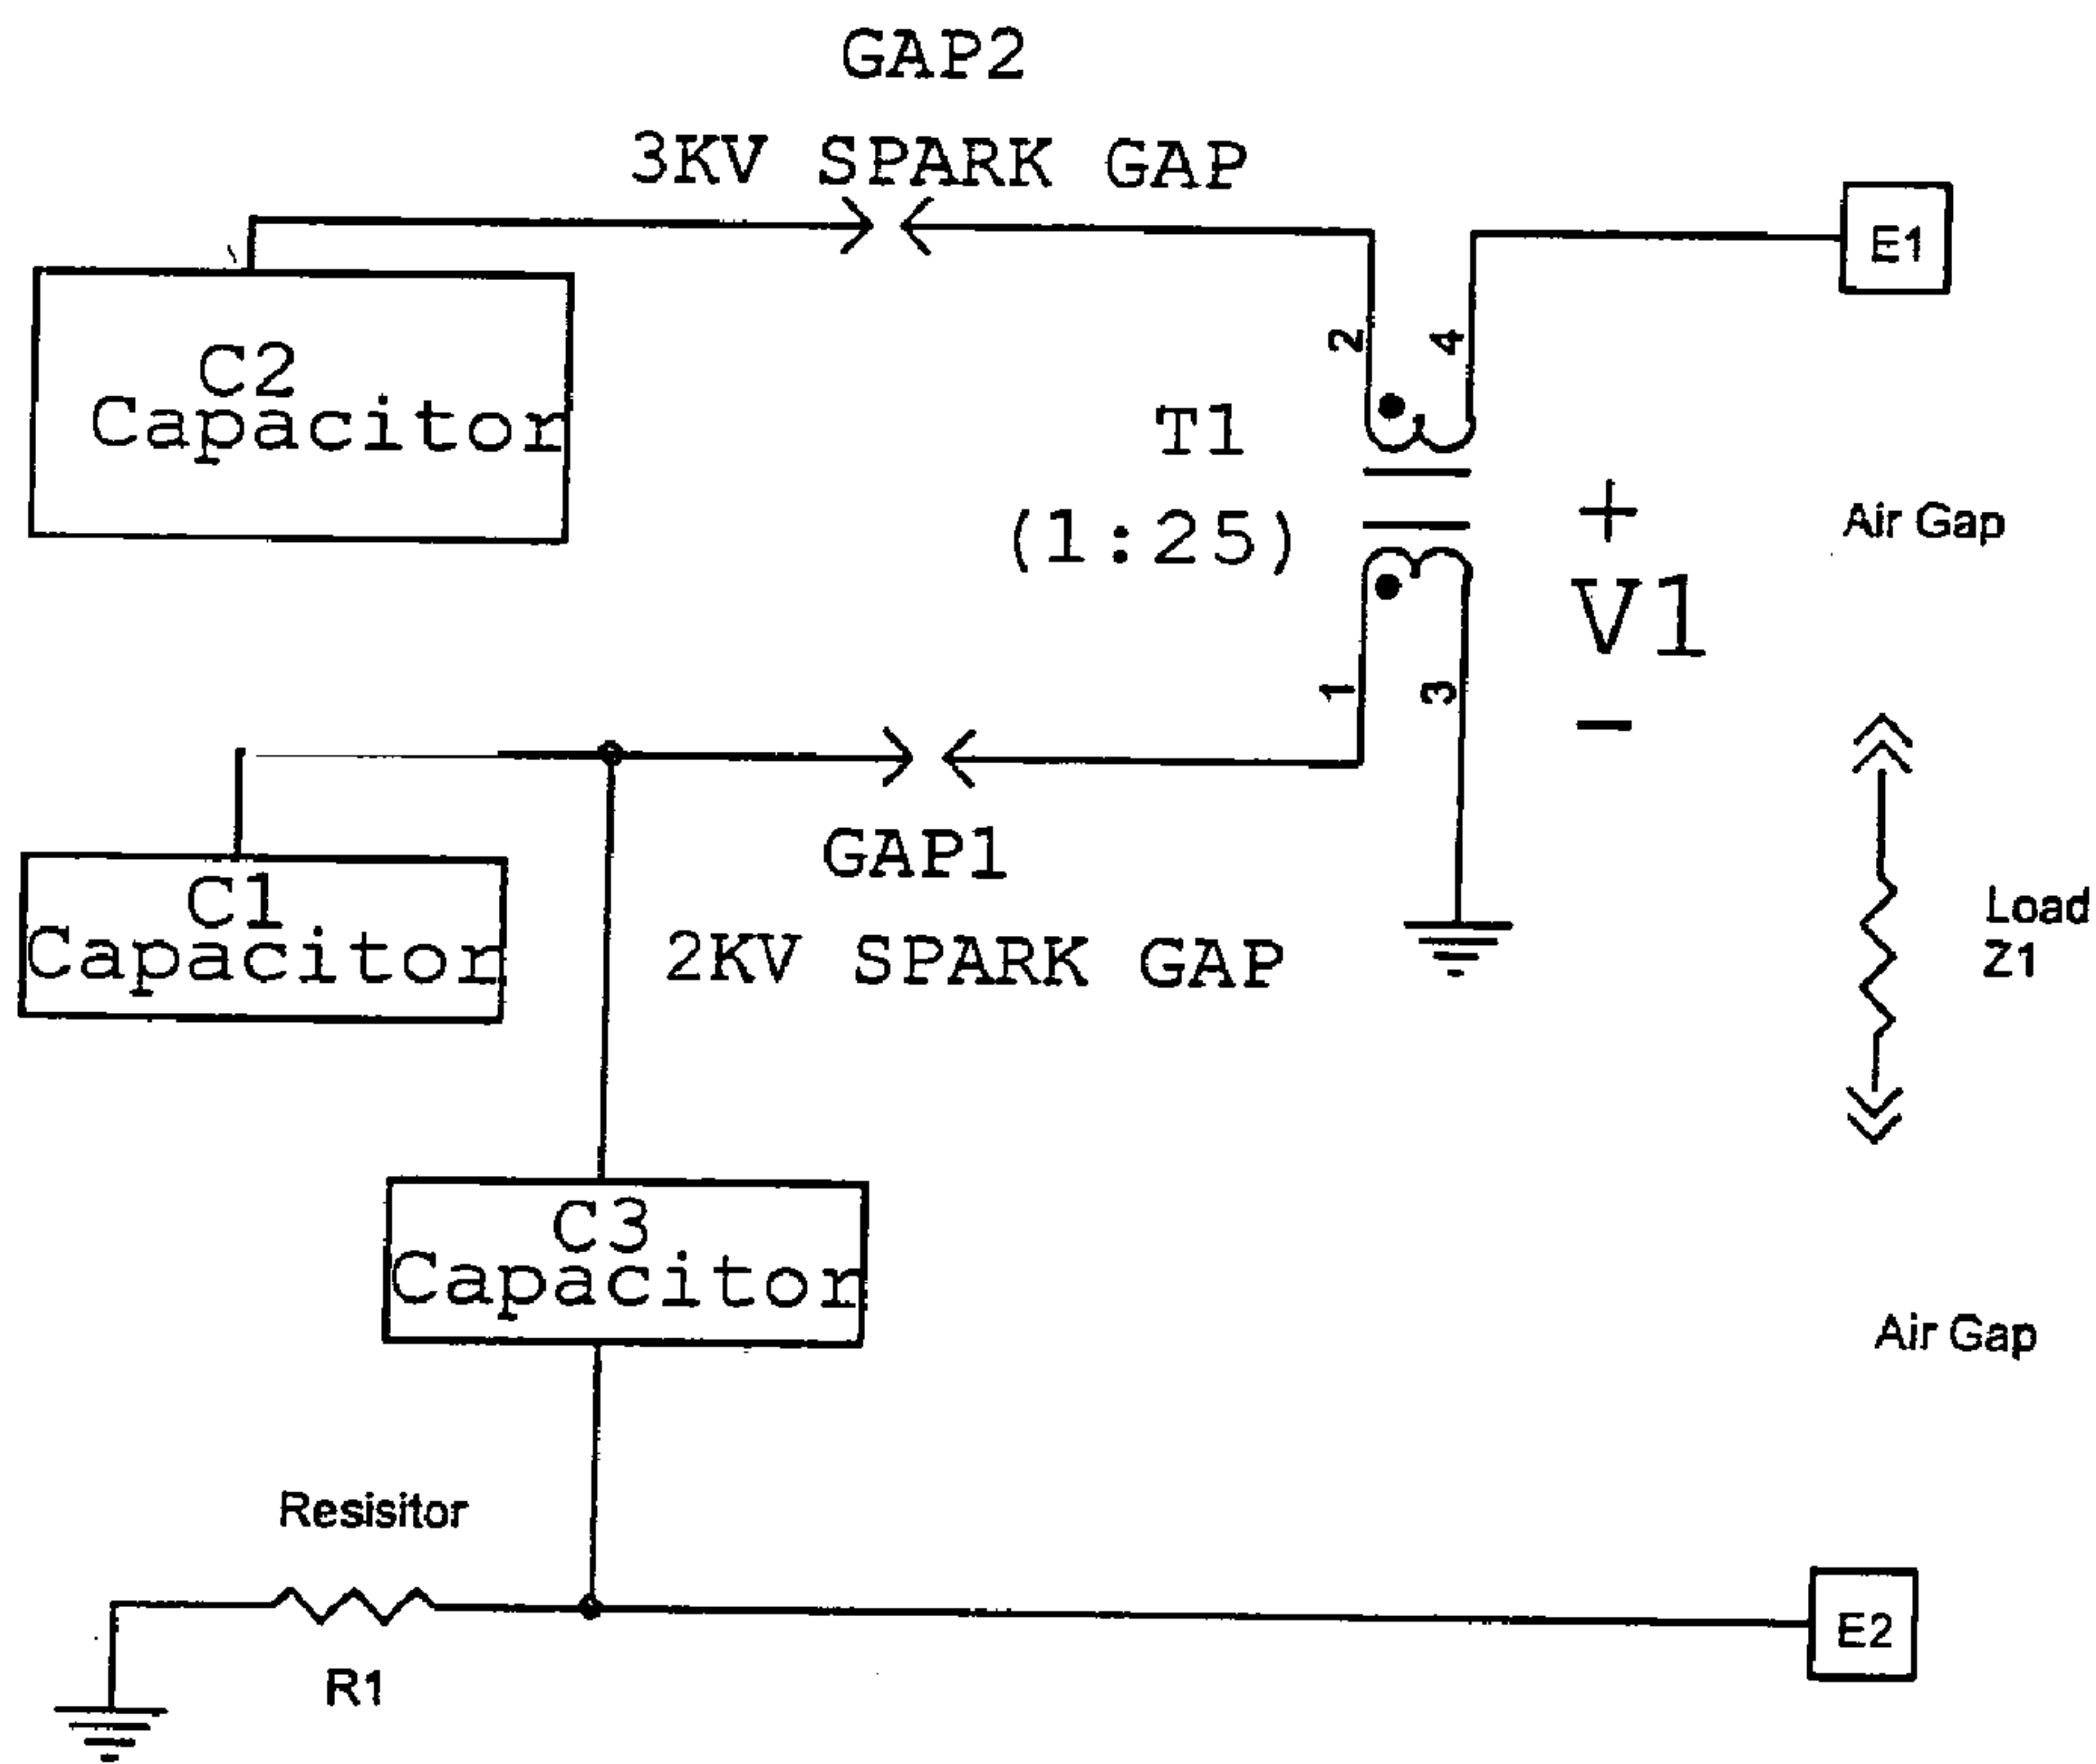 GAP2
3KV SPARK GAP
E1
C2
Capacitor
2
4
T1
(1:25)
+
V1
-
Air Gap
1
3
GAP1
2KV SPARK GAP
C1
Capacitor
Load
Z1
C3
Capacitor
Air Gap
Resisitor
R1
E2